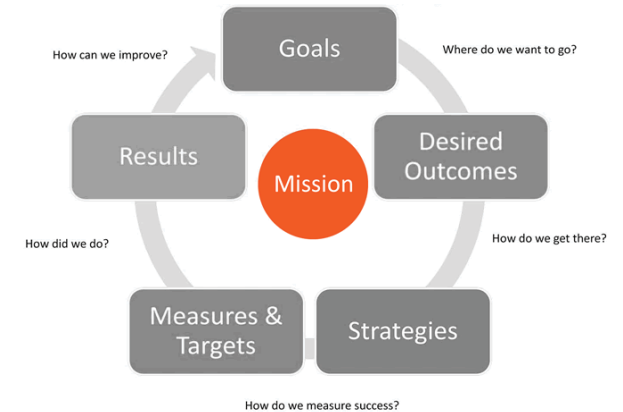 Goals
How can we improve?
Where do we want to go?
Results
Mission
Desired
Outcomes
How did we do?
How do we get there?
Measures &
Targets
Strategies
How do we measure success?